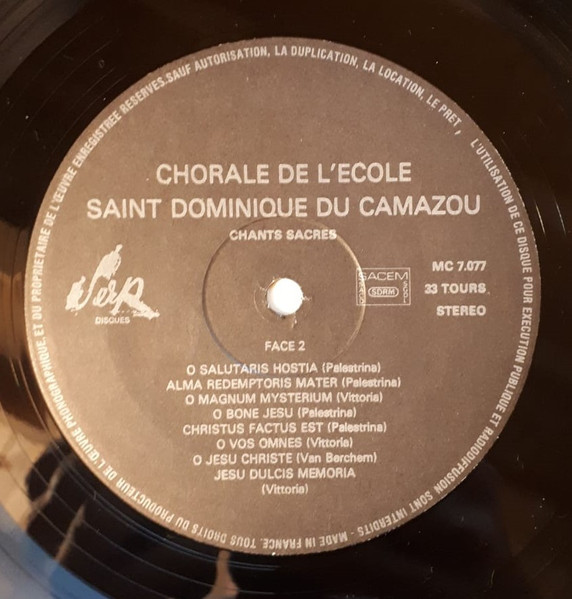 TOUS DROITS DU PRODUCTEUR DE L'ŒUVRE PHONOGRAPHIQUE ET DU PROPRIETAIRE DE L'ŒUVRE ENREGISTREE RESERVES. SAUF AUTORISATION, LA DUPLICATION, LA LOCATION, LE PRET, L'UTILISATION DE CE DISQUE POUR EXECUTION PUBLIQUE ET RADIODIFFUSION SONT INTERDITS - MADE IN FRANCE.
CHORALE DE L'ECOLE
SAINT DOMINIQUE DU CAMAZOU
CHANTS SACRES
Serp
DISQUES
SACEM
SDRM
MC 7.077
33 TOURS
STEREO
FACE 2
O SALUTARIS HOSTIA (Palestrina)
ALMA REDEMPTORIS MATER (Palestrina)
O MAGNUM MYSTERIUM (Vittoria)
O BONE JESU (Palestrina)
CHRISTUS FACTUS EST (Palestrina)
O VOS OMNES (Vittoria)
O JESU CHRISTE (Van Berchem)
JESU DULCIS MEMORIA
(Vittoria)